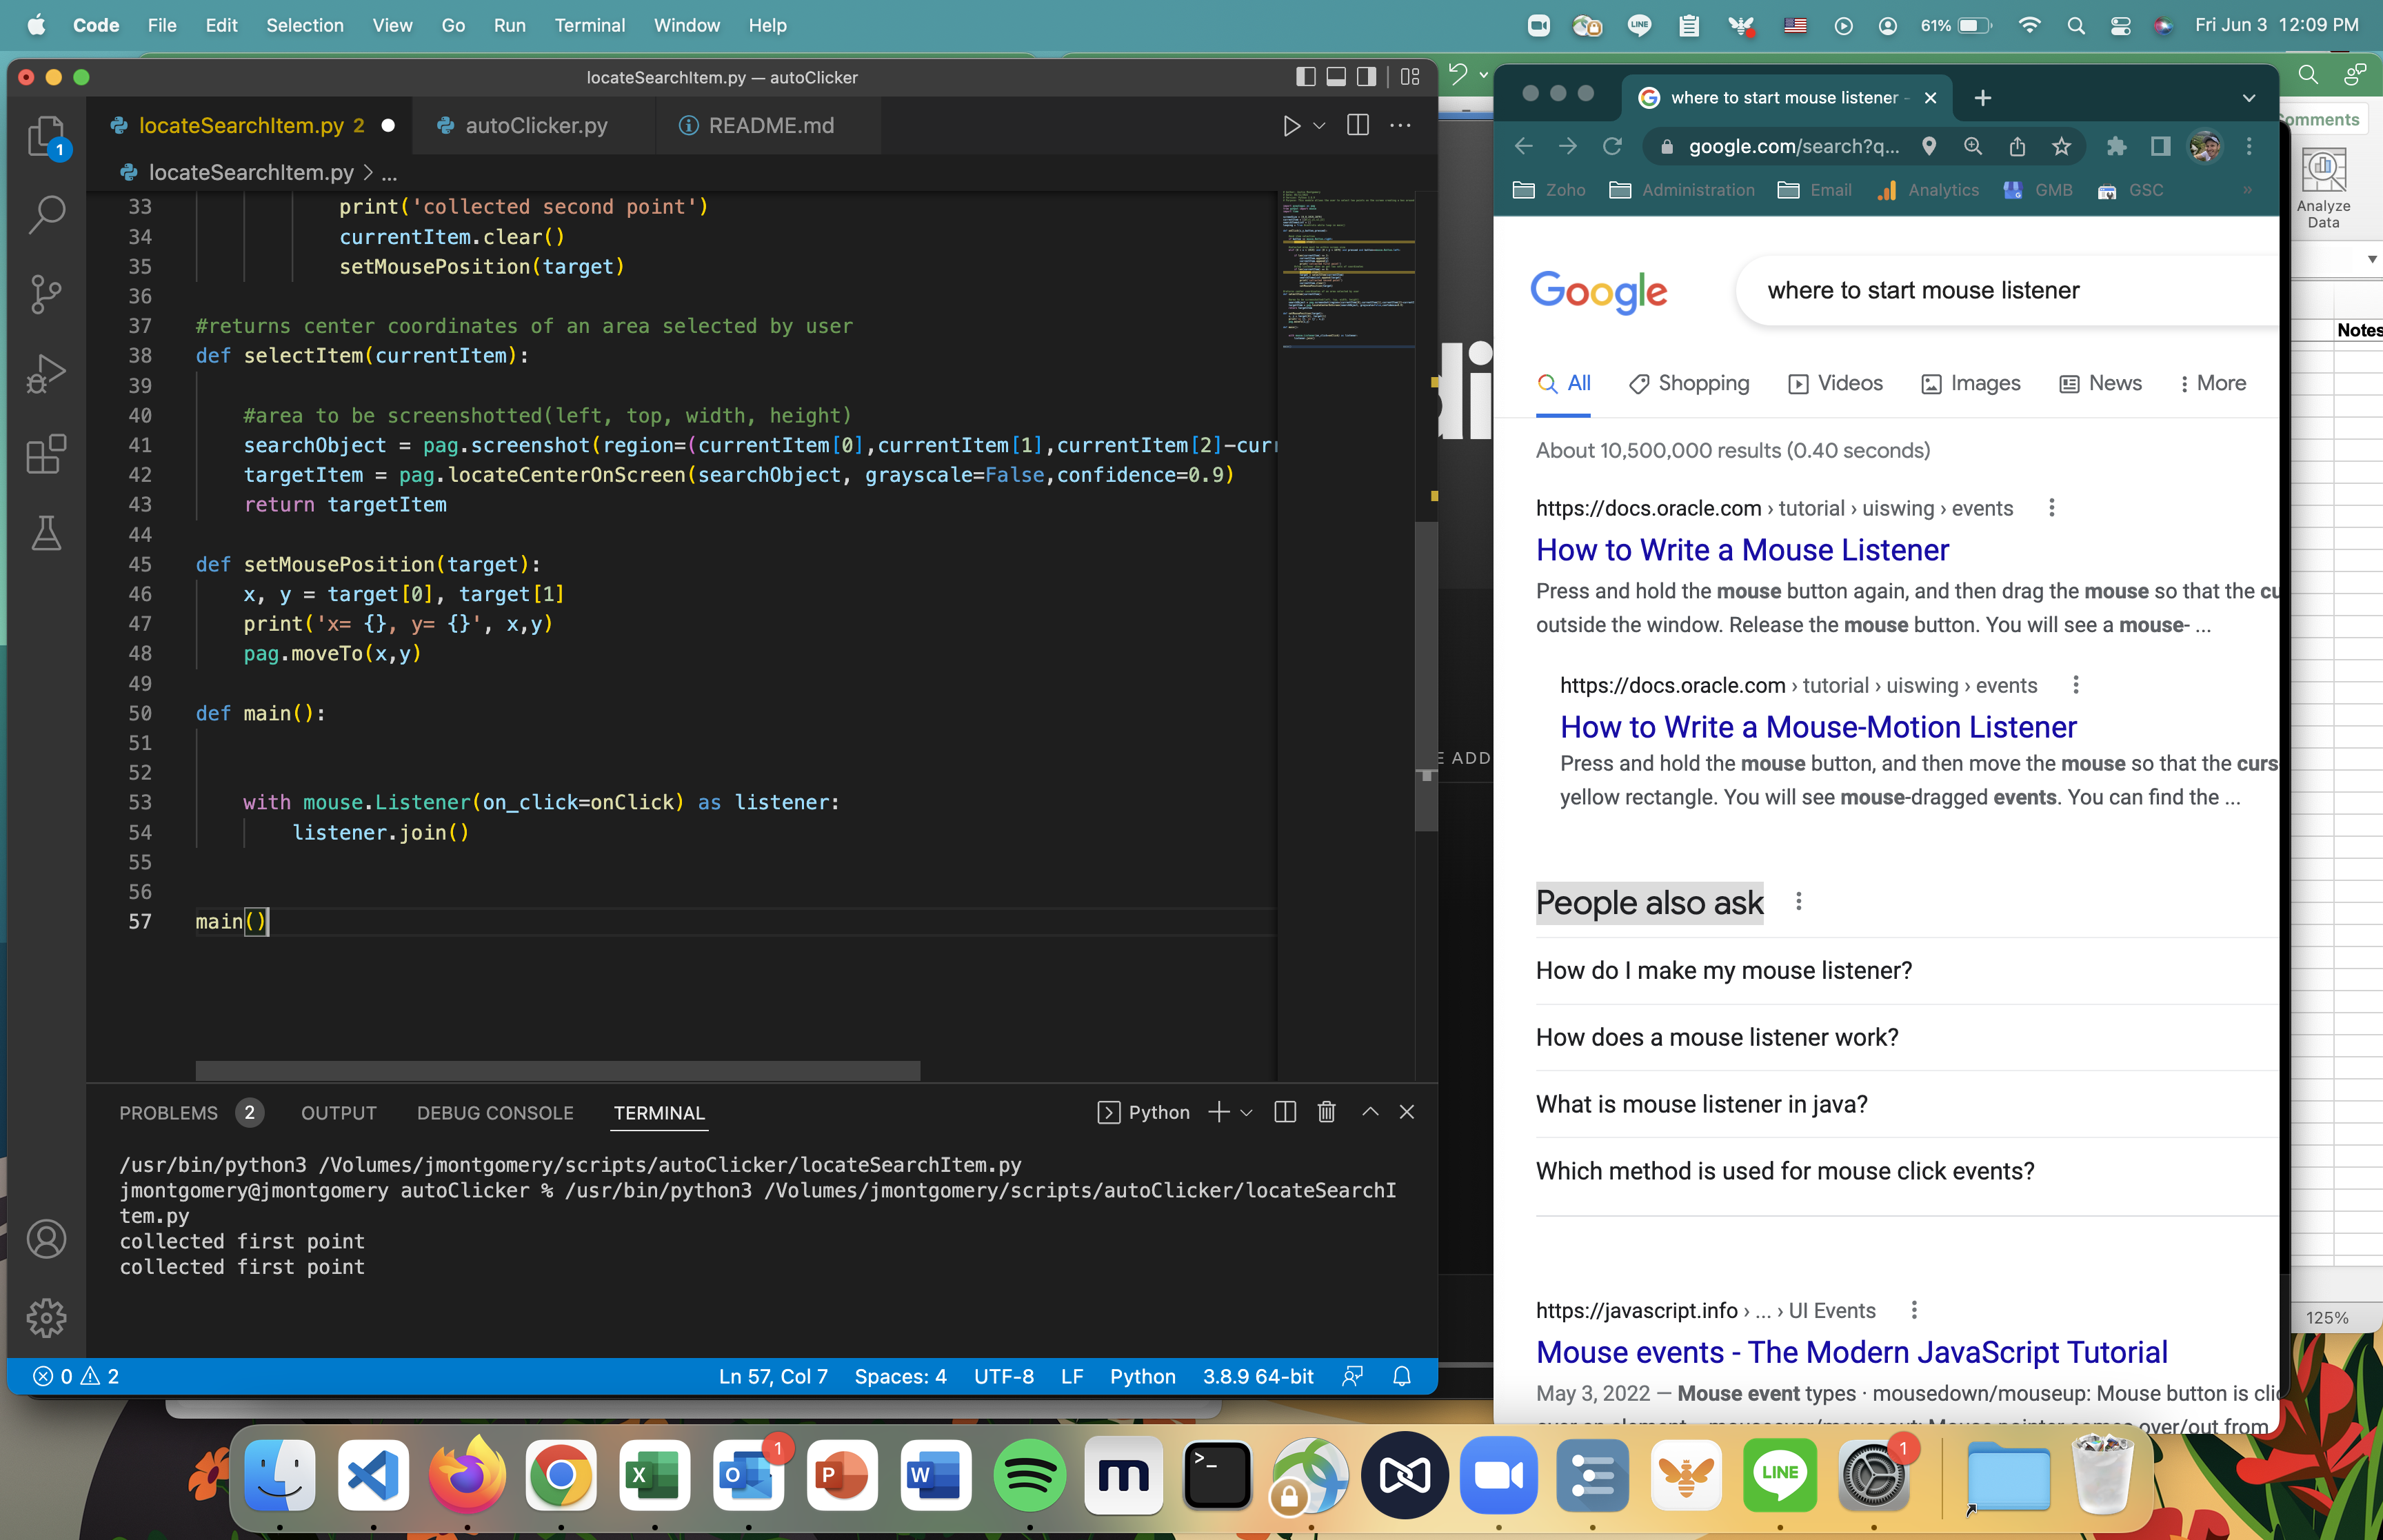 Code File Edit Selection View Go Run Terminal Window Help
LINE
61%
Fri Jun 3 12:09 PM
locateSearchItem.py — autoClicker
locateSearchItem.py 2
autoClicker.py
README.md
1
locateSearchItem.py > ...
33 print('collected second point')
34 currentItem.clear()
35 setMousePosition(target)
36
37 #returns center coordinates of an area selected by user
38 def selectItem(currentItem):
39
40 #area to be screenshotted(left, top, width, height)
41 searchObject = pag.screenshot(region=(currentItem[0],currentItem[1],currentItem[2]-curr
42 targetItem = pag.locateCenterOnScreen(searchObject, grayscale=False,confidence=0.9)
43 return targetItem
44
45 def setMousePosition(target):
46 x, y = target[0], target[1]
47 print('x= {}, y= {}', x,y)
48 pag.moveTo(x,y)
49
50 def main():
51
52
53 with mouse.Listener(on_click=onClick) as listener:
54 listener.join()
55
56
57 main()
PROBLEMS 2 OUTPUT DEBUG CONSOLE TERMINAL
Python
/usr/bin/python3 /Volumes/jmontgomery/scripts/autoClicker/locateSearchItem.py
jmontgomery@jmontgomery autoClicker % /usr/bin/python3 /Volumes/jmontgomery/scripts/autoClicker/locateSearchI
tem.py
collected first point
collected first point
0 2
Ln 57, Col 7 Spaces: 4 UTF-8 LF Python 3.8.9 64-bit
di
E ADD
where to start mouse listener -
google.com/search?q...
Zoho Administration Email Analytics GMB GSC »
Google
where to start mouse listener
All Shopping Videos Images News More
About 10,500,000 results (0.40 seconds)
https://docs.oracle.com › tutorial › uiswing › events
How to Write a Mouse Listener
Press and hold the mouse button again, and then drag the mouse so that the cu
outside the window. Release the mouse button. You will see a mouse- ...
https://docs.oracle.com › tutorial › uiswing › events
How to Write a Mouse-Motion Listener
Press and hold the mouse button, and then move the mouse so that the curs
yellow rectangle. You will see mouse-dragged events. You can find the ...
People also ask
How do I make my mouse listener?
How does a mouse listener work?
What is mouse listener in java?
Which method is used for mouse click events?
https://javascript.info › ... › UI Events
Mouse events - The Modern JavaScript Tutorial
May 3, 2022 — Mouse event types · mousedown/mouseup: Mouse button is clic
over/out from
omments
Analyze
Data
Notes
125%
X
O
1
P
W
m
>_
LINE
1